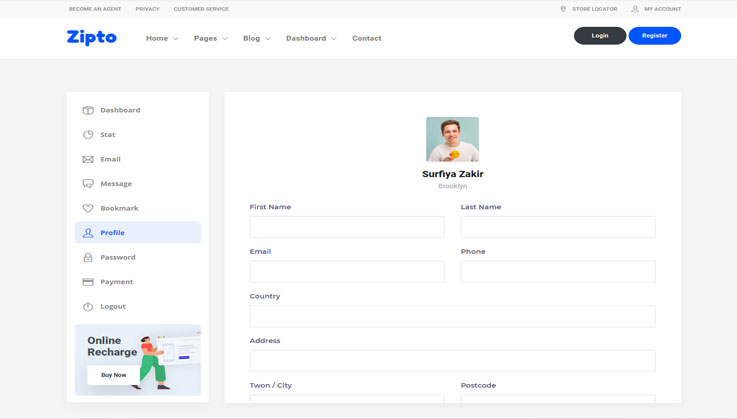 BECOME AN AGENT PRIVACY CUSTOMER SERVICE STORE LOCATOR MY ACCOUNT
Zipto Home Pages Blog Dashboard Contact Login Register
Dashboard
Stat
Email
Message
Bookmark
Profile
Password
Payment
Logout
Online
Recharge
Buy Now
Surfiya Zakir
Brooklyn
First Name Last Name
Email Phone
Country
Address
Twon / City Postcode